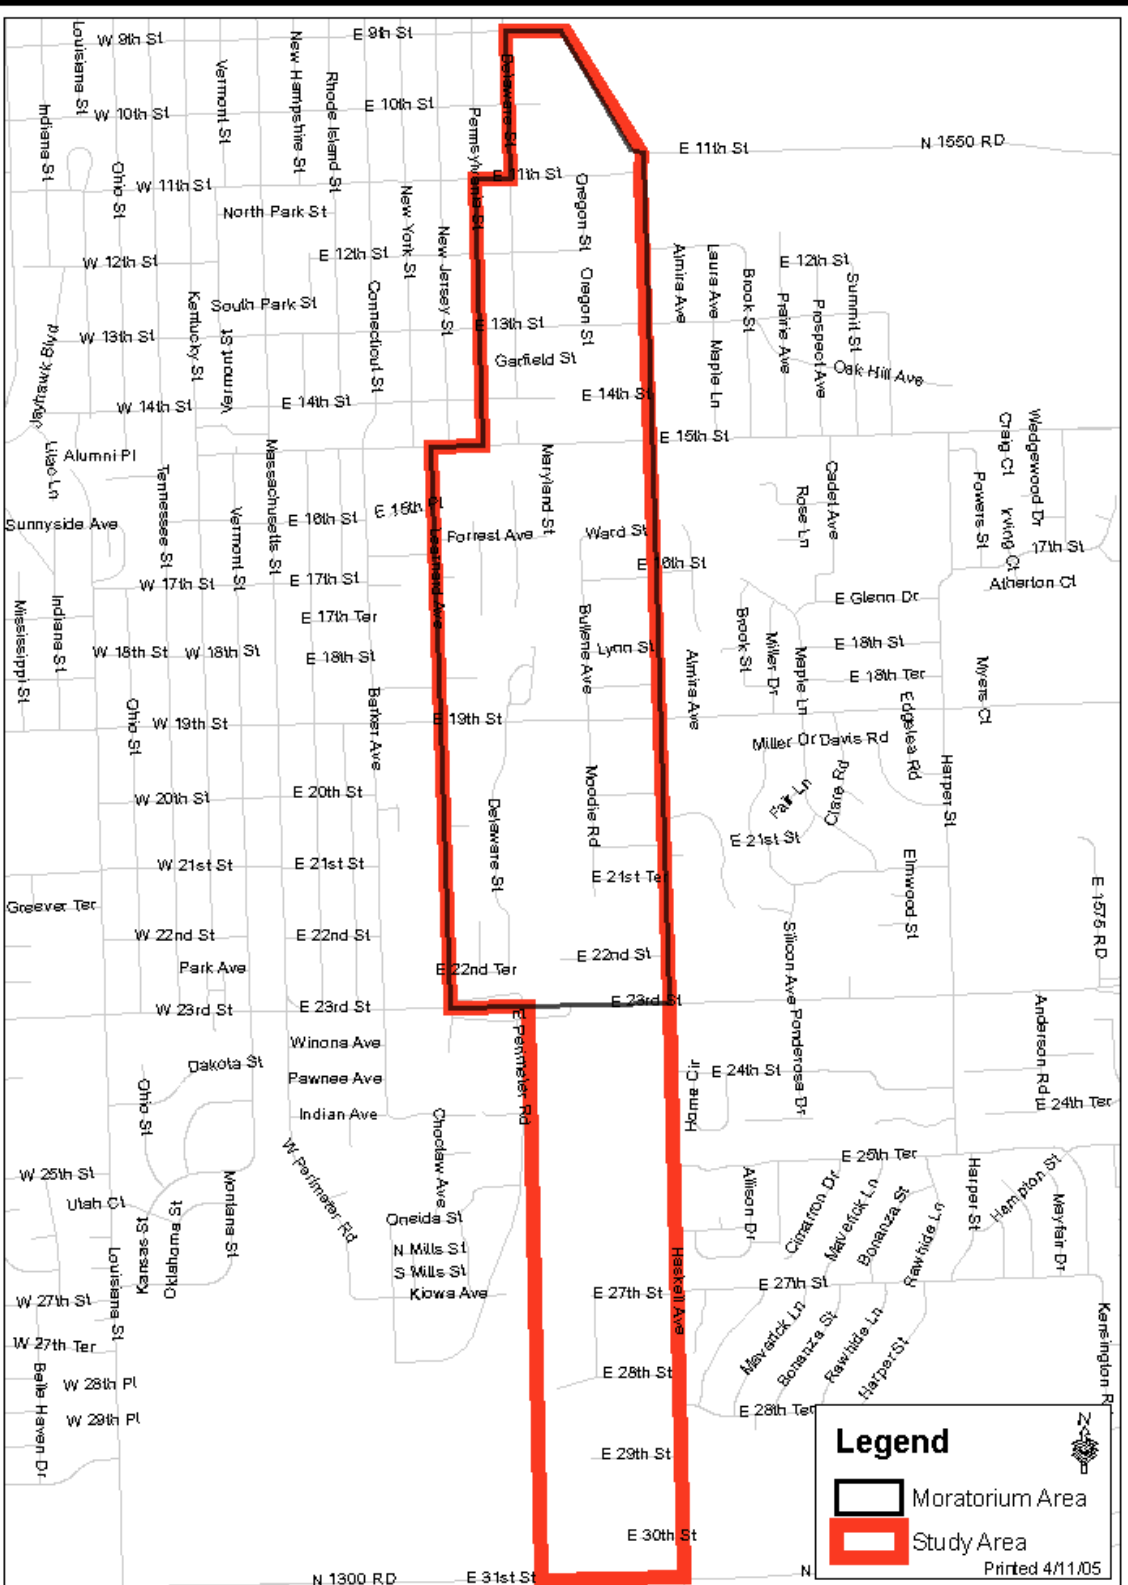 W 9th St
E 9th St
Louisiana St
Vermont St
New Hampshire St
Rhode Island St
Delaware St
Indiana St
W 10th St
E 10th St
Pennsylvania St
E 11th St
N 1550 RD
Ohio St
W 11th St
E 11th St
Oregon St
North Park St
New York St
New Jersey St
W 12th St
E 12th St
Almira Ave
Laura Ave
Brook St
E 12th St
Summit St
Kentucky St
South Park St
Connecticut St
Oregon St
Prairie Ave
Prospect Ave
Jayhawk Blvd
W 13th St
Vermont St
E 13th St
Garfield St
Maple Ln
Oak Hill Ave
W 14th St
E 14th St
E 14th St
Lilac Ln
Alumni Pl
E 15th St
Craig Ct
Wedgewood Dr
Tennessee St
Massachusetts St
Maryland St
Rose Ln
Cadet Ave
Powers St
Irving Ct
Sunnyside Ave
Vermont St
E 16th St
E 15th Pl
Learnard Ave
Forrest Ave
Ward St
17th St
E 16th St
W 17th St
E 17th St
Atherton Ct
Mississippi St
Indiana St
E 17th Ter
Bullene Ave
E Glenn Dr
Brook St
Miller Dr
Maple Ln
W 18th St
W 18th St
E 18th St
Lynn St
E 18th St
Almira Ave
E 18th Ter
Myers Ct
Ohio St
W 19th St
Barker Ave
E 19th St
Edgelea Rd
Miller Dr
Davis Rd
Harper St
W 20th St
E 20th St
Delaware St
Moodie Rd
Fair Ln
Clare Rd
W 21st St
E 21st St
E 21st St
E 21st Ter
Elmwood St
E 1575 RD
Greever Ter
W 22nd St
E 22nd St
E 22nd St
Silicon Ave
Park Ave
E 22nd Ter
W 23rd St
E 23rd St
E 23rd St
Ponderosa Dr
Anderson Rd
E Perimeter Rd
Winona Ave
Dakota St
Pawnee Ave
Home Cir
E 24th St
Ohio St
Indian Ave
Choctaw Ave
E 24th Ter
W Perimeter Rd
W 25th St
E 25th Ter
Utah Ct
Kansas St
Oklahoma St
Montana St
Allison Dr
Cimarron Dr
Maverick Ln
Bonanza St
Rawhide Ln
Harper St
Hampton St
Mayfair Dr
Oneida St
N Mills St
S Mills St
Kiowa Ave
Louisiana St
Haskell Ave
E 27th St
E 27th St
W 27th St
W 27th Ter
Maverick Ln
Bonanza St
Rawhide Ln
Harper St
Belle Haven Dr
W 28th Pl
E 28th St
W 29th Pl
E 28th Ter
E 29th St
E 30th St
N 1300 RD
E 31st St
N
Legend
N
Moratorium Area
Study Area
Printed 4/11/05